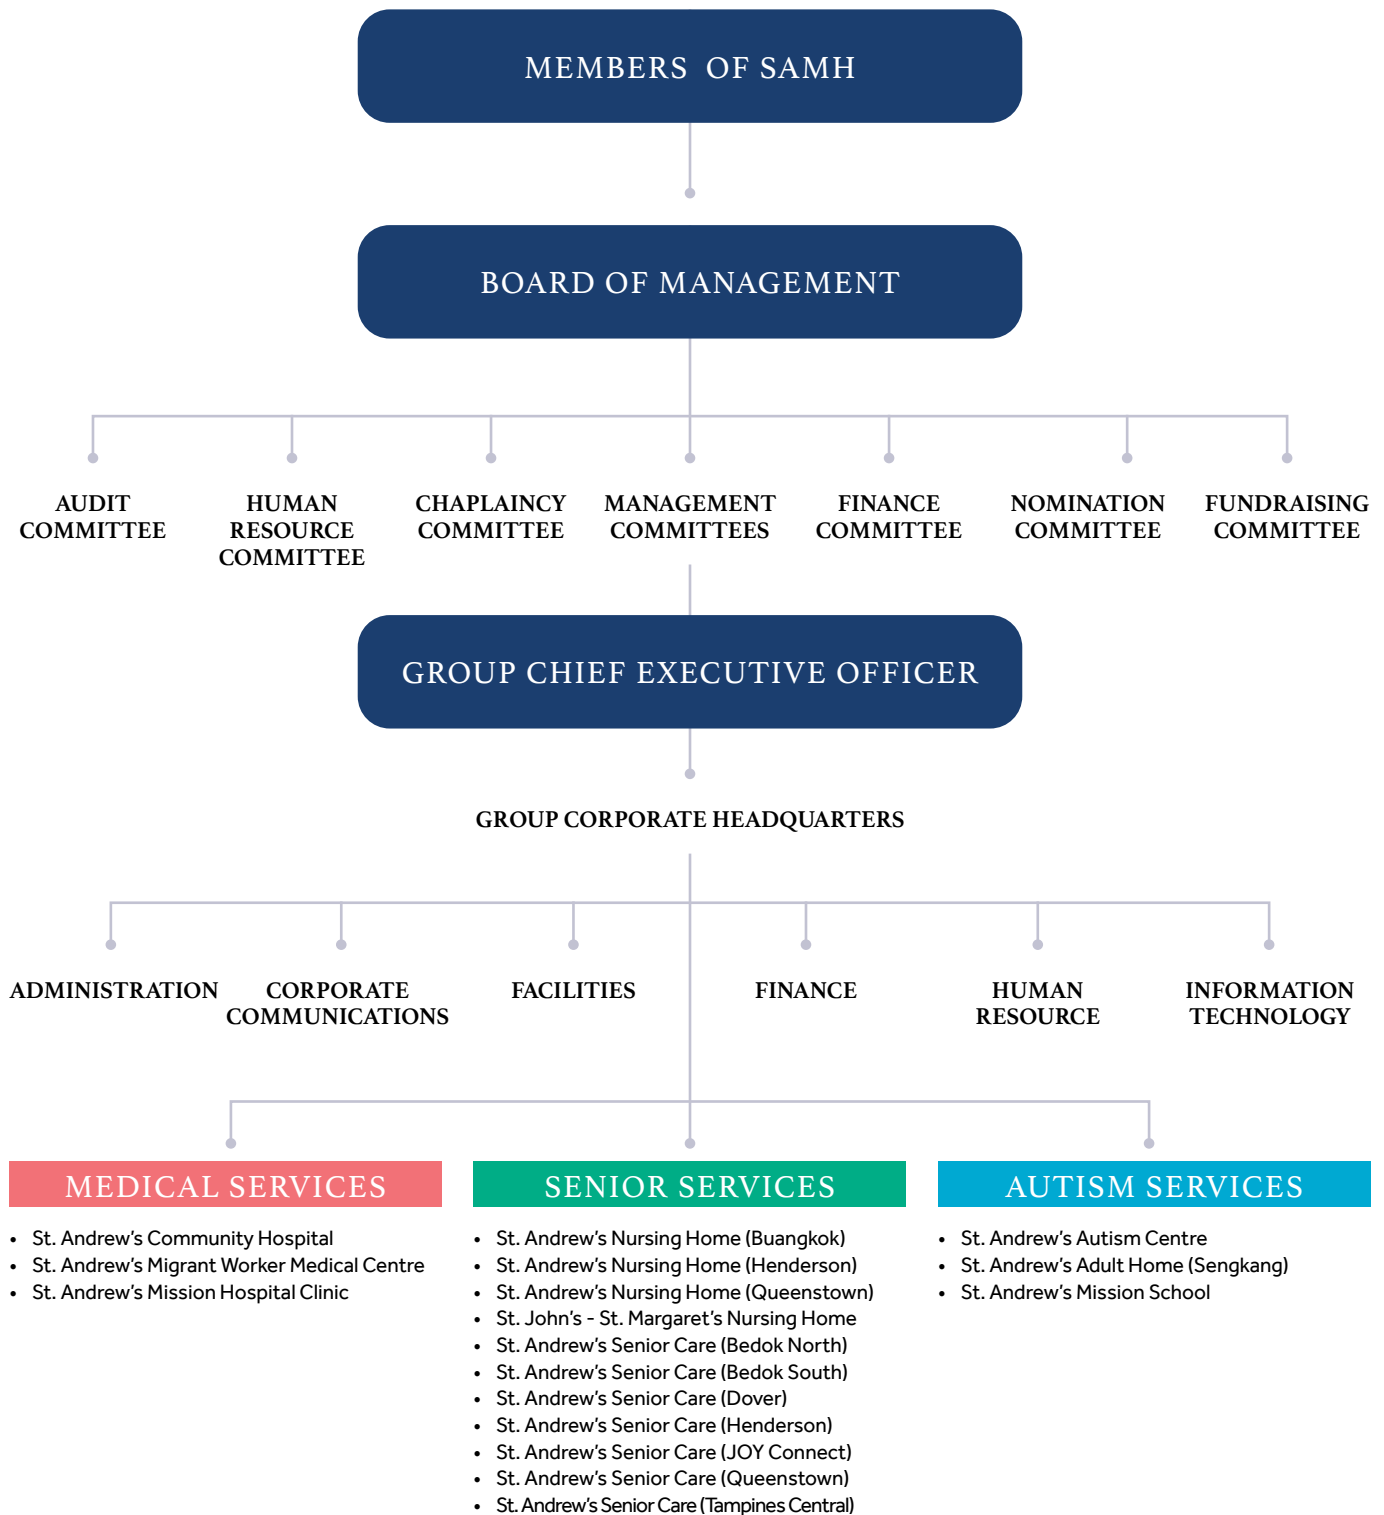 MEMBERS OF SAMH
BOARD OF MANAGEMENT
AUDIT
COMMITTEE
HUMAN
RESOURCE
COMMITTEE
CHAPLAINCY
COMMITTEE
MANAGEMENT
COMMITTEES
FINANCE
COMMITTEE
NOMINATION
COMMITTEE
FUNDRAISING
COMMITTEE
GROUP CHIEF EXECUTIVE OFFICER
GROUP CORPORATE HEADQUARTERS
ADMINISTRATION
CORPORATE
COMMUNICATIONS
FACILITIES
FINANCE
HUMAN
RESOURCE
INFORMATION
TECHNOLOGY
MEDICAL SERVICES
• St. Andrew’s Community Hospital
• St. Andrew’s Migrant Worker Medical Centre
• St. Andrew’s Mission Hospital Clinic
SENIOR SERVICES
• St. Andrew’s Nursing Home (Buangkok)
• St. Andrew’s Nursing Home (Henderson)
• St. Andrew’s Nursing Home (Queenstown)
• St. John’s - St. Margaret’s Nursing Home
• St. Andrew’s Senior Care (Bedok North)
• St. Andrew’s Senior Care (Bedok South)
• St. Andrew’s Senior Care (Dover)
• St. Andrew’s Senior Care (Henderson)
• St. Andrew’s Senior Care (JOY Connect)
• St. Andrew’s Senior Care (Queenstown)
• St. Andrew’s Senior Care (Tampines Central)
AUTISM SERVICES
• St. Andrew’s Autism Centre
• St. Andrew’s Adult Home (Sengkang)
• St. Andrew’s Mission School